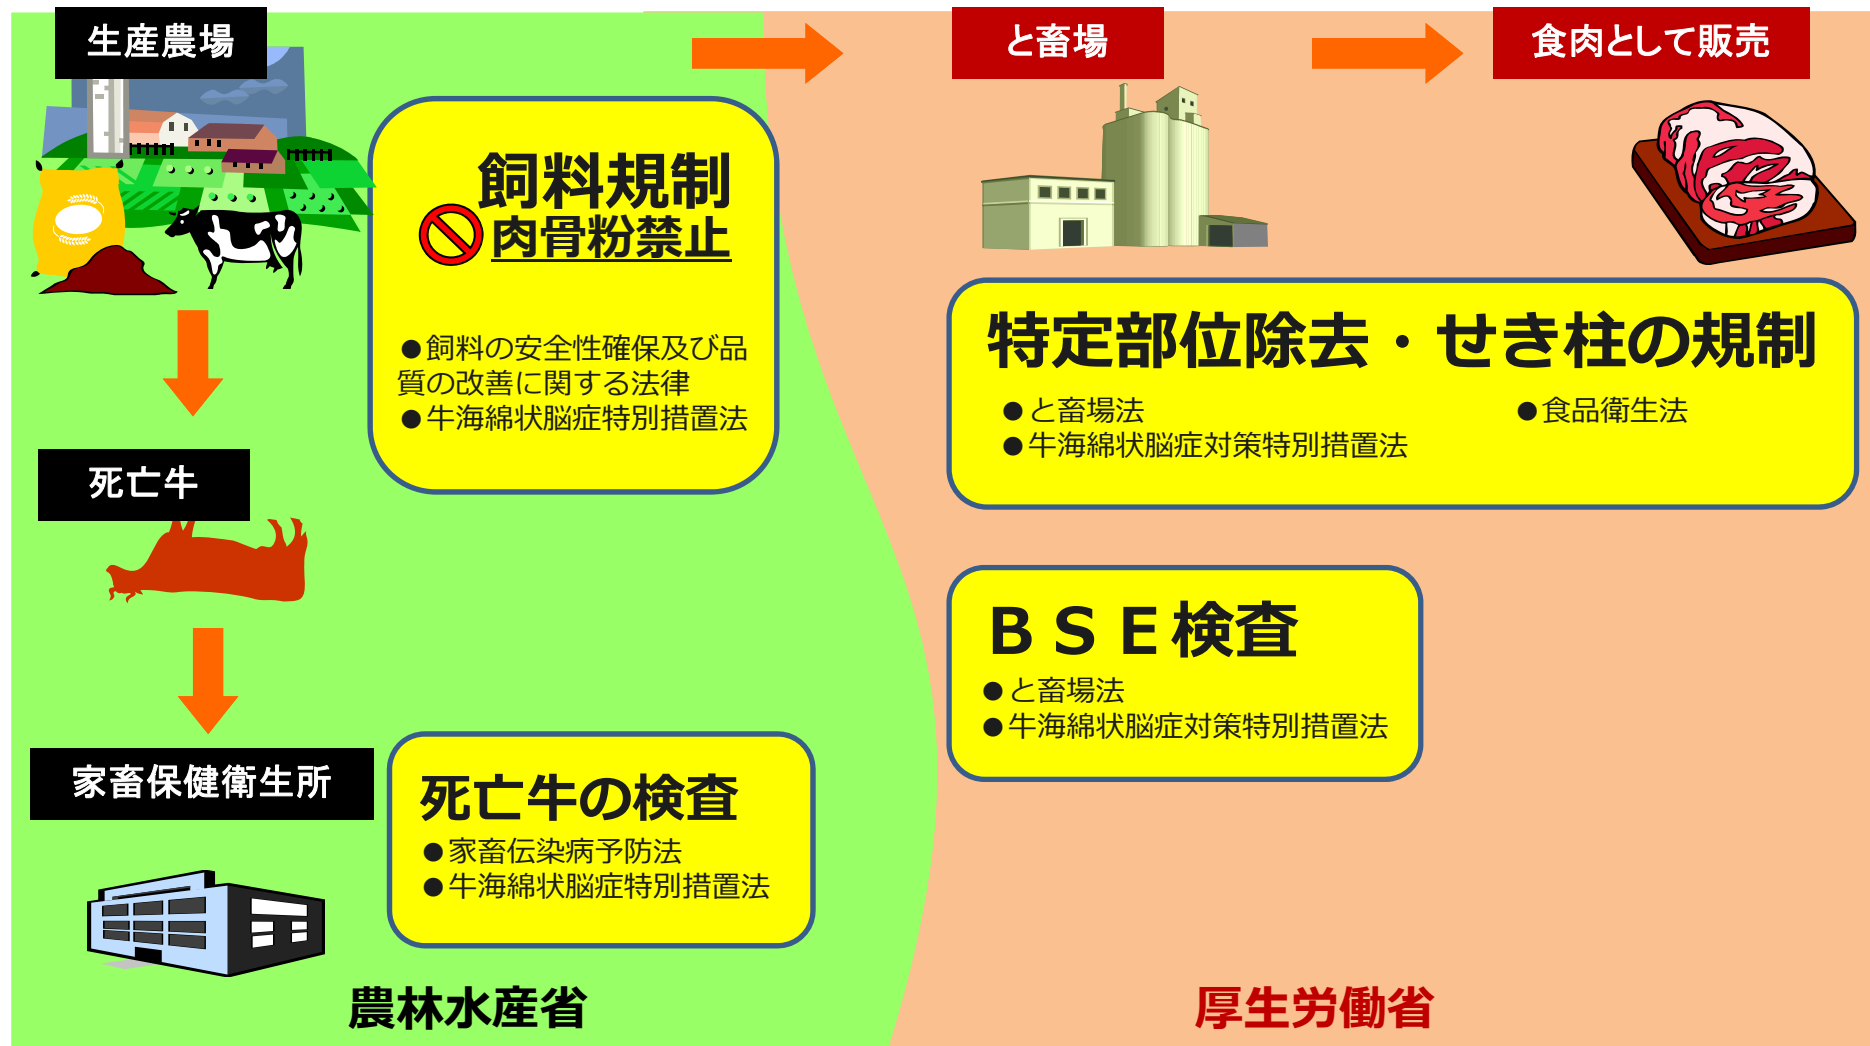 生産農場
と畜場
食肉として販売
飼料規制
肉骨粉禁止
●飼料の安全性確保及び品
質の改善に関する法律
●牛海綿状脳症特別措置法
特定部位除去・せき柱の規制
●と畜場法
●食品衛生法
●牛海綿状脳症対策特別措置法
死亡牛
BSE検査
●と畜場法
●牛海綿状脳症対策特別措置法
家畜保健衛生所
死亡牛の検査
●家畜伝染病予防法
●牛海綿状脳症特別措置法
農林水産省
厚生労働省